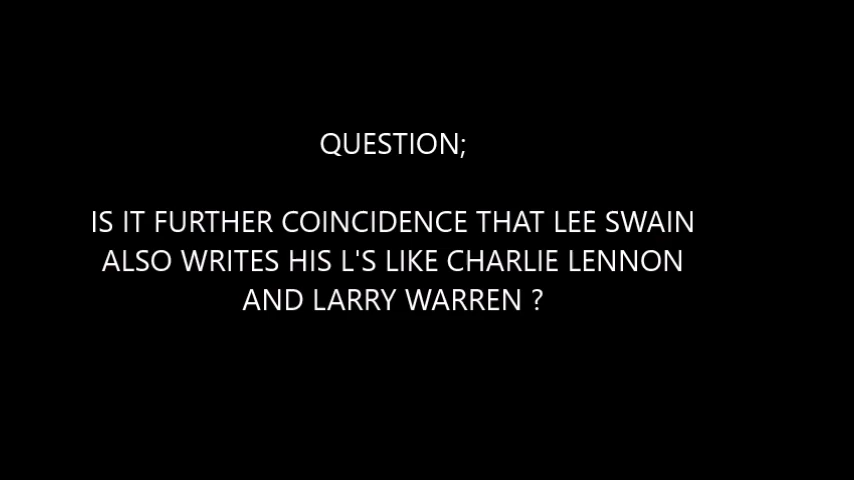 QUESTION;
IS IT FURTHER COINCIDENCE THAT LEE SWAIN
ALSO WRITES HIS L'S LIKE CHARLIE LENNON
AND LARRY WARREN ?